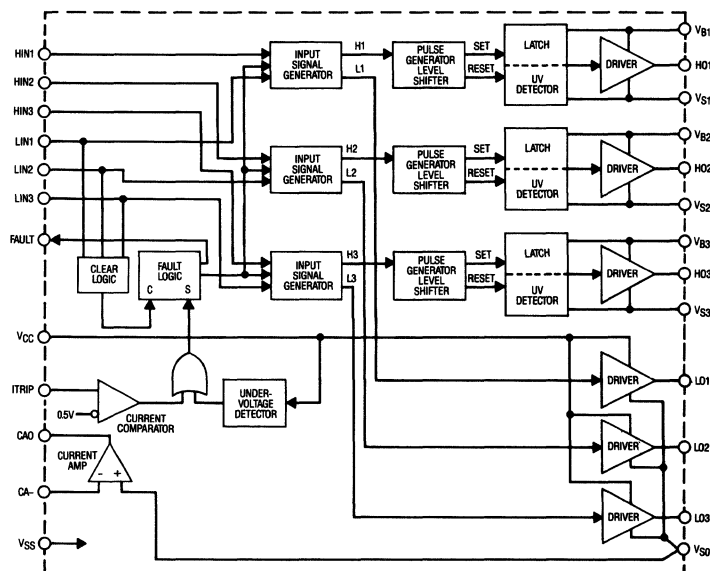 HIN1
HIN2
HIN3
LIN1
LIN2
LIN3
FAULT
VCC
ITRIP
0.5V
CAO
CA-
VSS
CLEAR
LOGIC
FAULT
LOGIC
C S
CURRENT
COMPARATOR
UNDER-
VOLTAGE
DETECTOR
CURRENT
AMP
- +
INPUT
SIGNAL
GENERATOR
H1
L1
PULSE
GENERATOR
LEVEL
SHIFTER
SET
RESET
LATCH
UV
DETECTOR
DRIVER
VB1
HO1
VS1
INPUT
SIGNAL
GENERATOR
H2
L2
PULSE
GENERATOR
LEVEL
SHIFTER
SET
RESET
LATCH
UV
DETECTOR
DRIVER
VB2
HO2
VS2
INPUT
SIGNAL
GENERATOR
H3
L3
PULSE
GENERATOR
LEVEL
SHIFTER
SET
RESET
LATCH
UV
DETECTOR
DRIVER
VB3
HO3
VS3
DRIVER
LO1
DRIVER
LO2
DRIVER
LO3
VS0